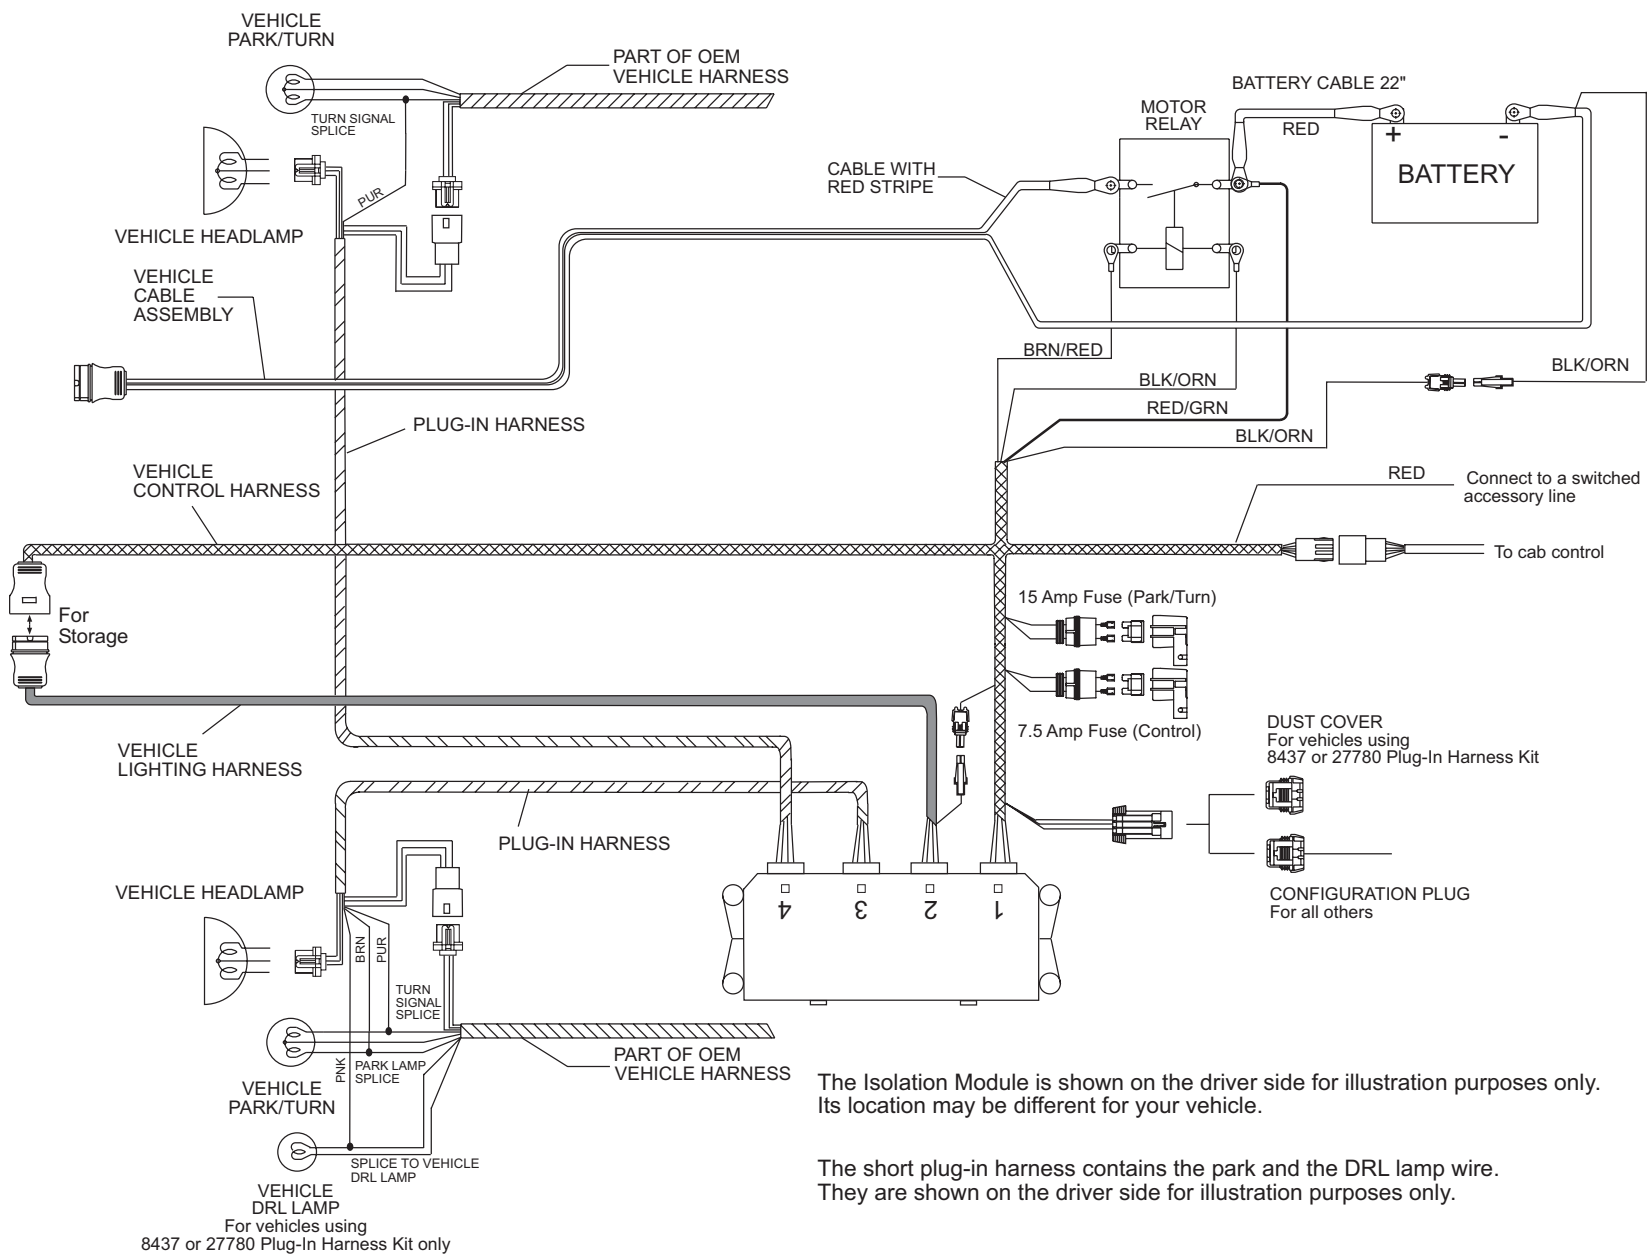 VEHICLE
PARK/TURN
PART OF OEM
VEHICLE HARNESS
TURN SIGNAL
SPLICE
PUR
VEHICLE HEADLAMP
BATTERY CABLE 22"
MOTOR
RELAY
RED
+
-
BATTERY
CABLE WITH
RED STRIPE
VEHICLE
CABLE
ASSEMBLY
BRN/RED
BLK/ORN
RED/GRN
BLK/ORN
BLK/ORN
PLUG-IN HARNESS
VEHICLE
CONTROL HARNESS
RED
Connect to a switched
accessory line
To cab control
For
Storage
15 Amp Fuse (Park/Turn)
7.5 Amp Fuse (Control)
VEHICLE
LIGHTING HARNESS
DUST COVER
For vehicles using
8437 or 27780 Plug-In Harness Kit
PLUG-IN HARNESS
CONFIGURATION PLUG
For all others
4
3
2
1
VEHICLE HEADLAMP
BRN
PUR
TURN
SIGNAL
SPLICE
PNK
PARK LAMP
SPLICE
PART OF OEM
VEHICLE HARNESS
VEHICLE
PARK/TURN
SPLICE TO VEHICLE
DRL LAMP
VEHICLE
DRL LAMP
For vehicles using
8437 or 27780 Plug-In Harness Kit only
The Isolation Module is shown on the driver side for illustration purposes only.
Its location may be different for your vehicle.
The short plug-in harness contains the park and the DRL lamp wire.
They are shown on the driver side for illustration purposes only.